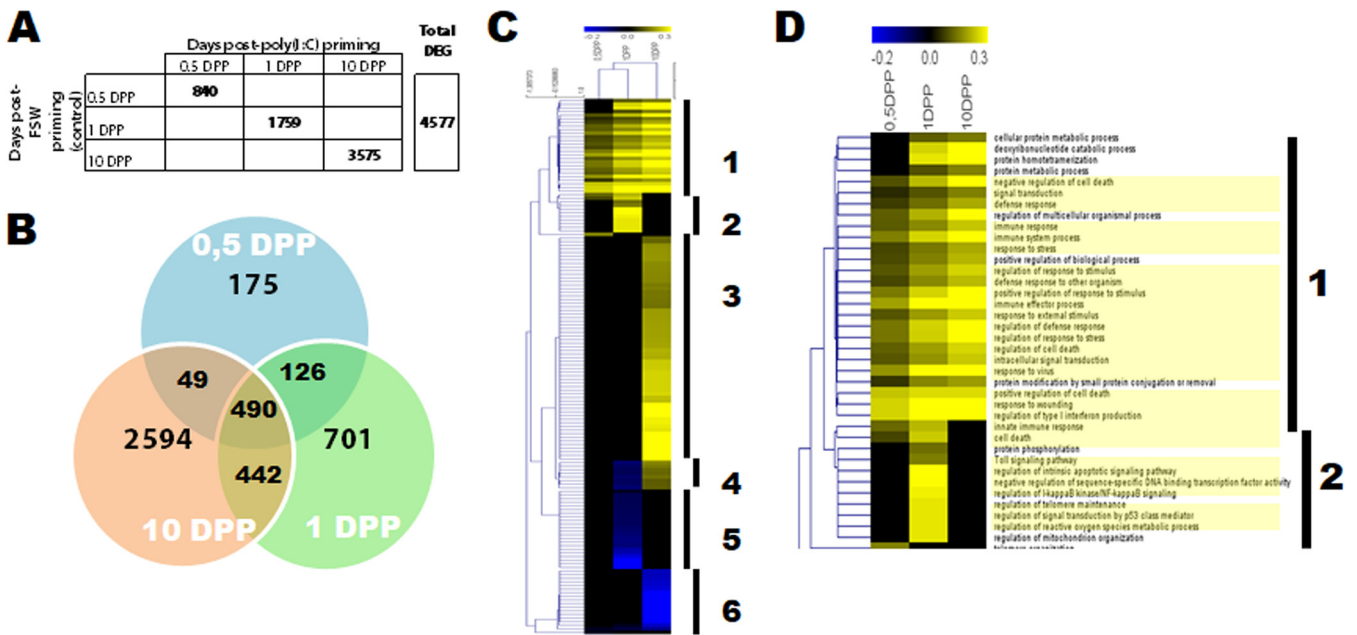 A
Days post-poly(I:C) priming
Total DEG
0.5 DPP
1 DPP
10 DPP
Days post-FSW priming (control)
0.5 DPP
840
1 DPP
1759
10 DPP
3575
4577
B
0,5 DPP
175
49
126
490
2594
701
442
10 DPP
1 DPP
C
0.3
0,5DPP
1DPP
10DPP
1
2
3
4
5
6
D
-0.2
0.0
0.3
0,5DPP
1DPP
10DPP
cellular protein metabolic process
deoxyribonucleotide catabolic process
protein homotetramerization
protein metabolic process
negative regulation of cell death
signal transduction
defense response
regulation of multicellular organismal process
immune response
immune system process
response to stress
positive regulation of biological process
regulation of response to stimulus
defense response to other organism
positive regulation of response to stimulus
immune effector process
response to external stimulus
regulation of defense response
regulation of response to stress
regulation of cell death
intracellular signal transduction
response to virus
protein modification by small protein conjugation or removal
positive regulation of cell death
response to wounding
regulation of type I interferon production
innate immune response
cell death
protein phosphorylation
Toll signaling pathway
regulation of intrinsic apoptotic signaling pathway
negative regulation of sequence-specific DNA binding transcription factor activity
regulation of I-kappaB kinase/NF-kappaB signaling
regulation of telomere maintenance
regulation of signal transduction by p53 class mediator
regulation of reactive oxygen species metabolic process
regulation of mitochondrion organization
telomere organization
1
2